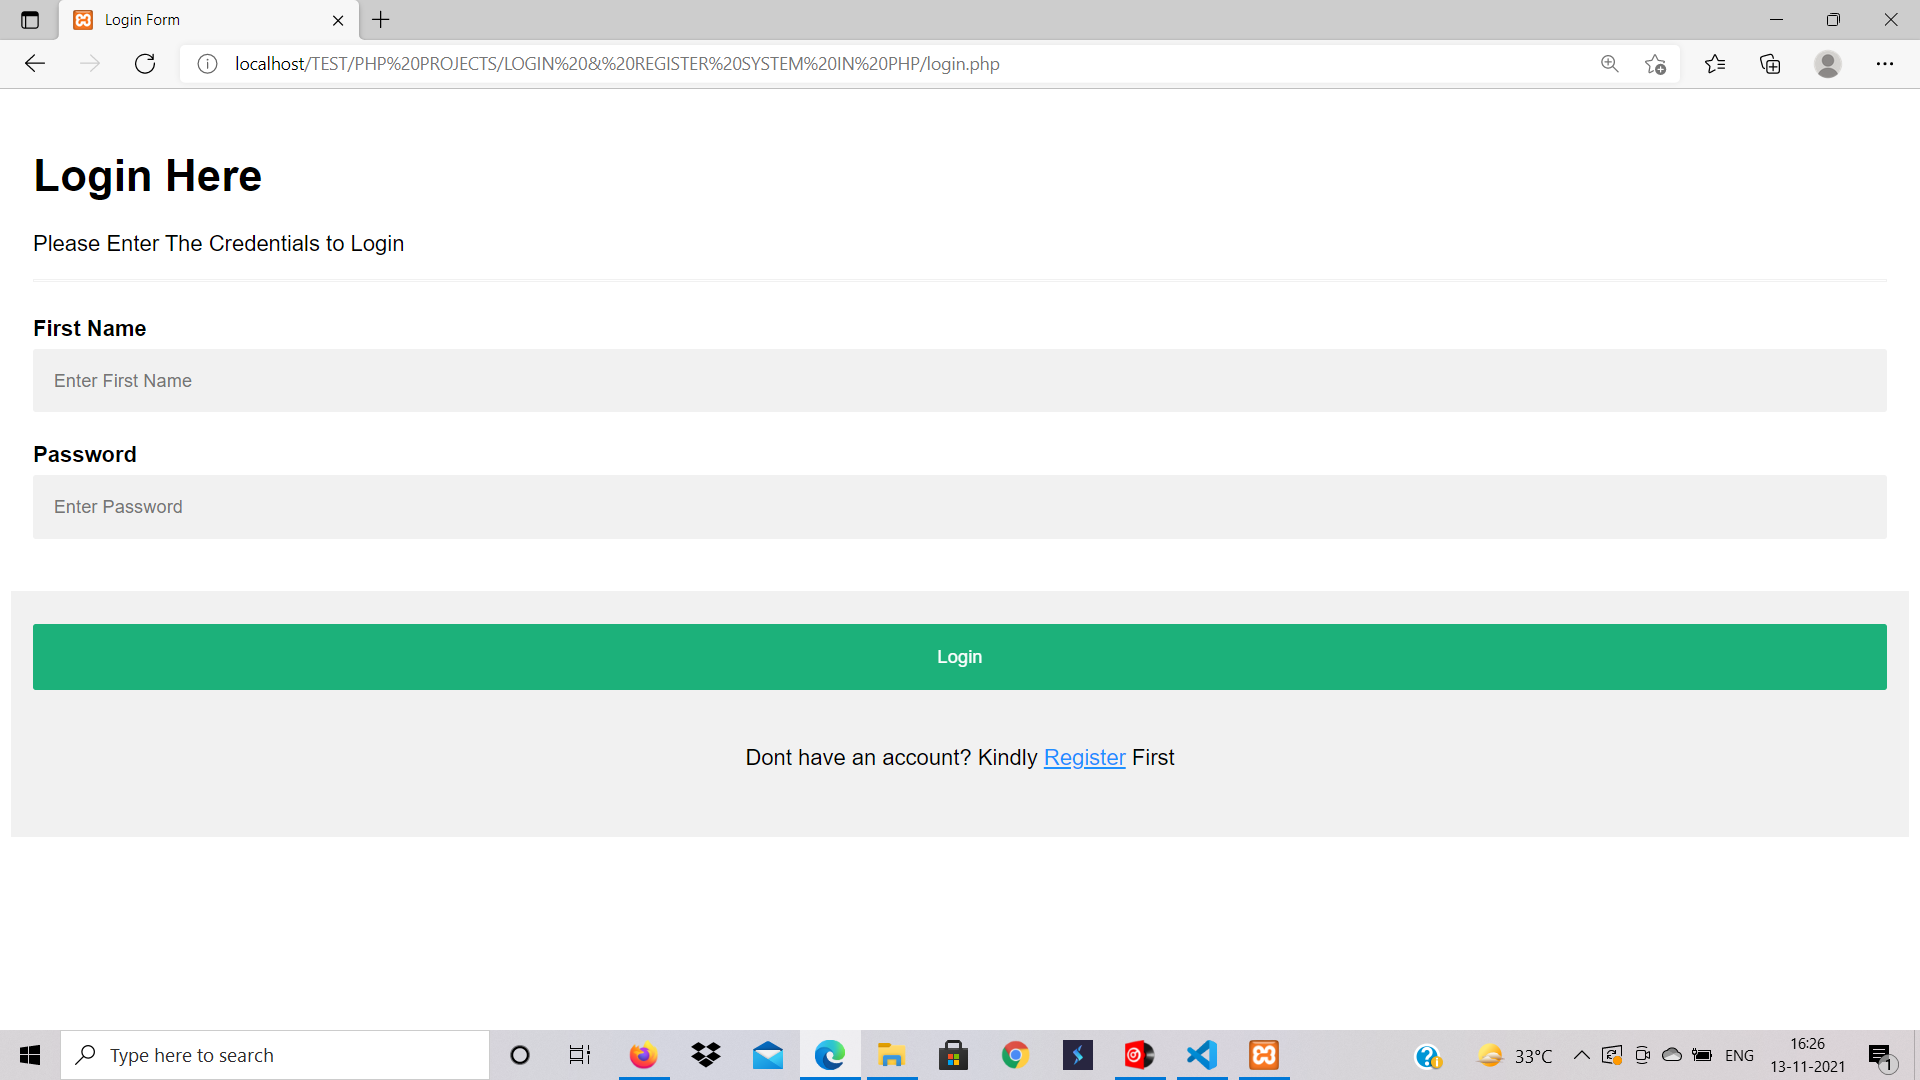 Login Form
localhost/TEST/PHP%20PROJECTS/LOGIN%20&%20REGISTER%20SYSTEM%20IN%20PHP/login.php
Login Here
Please Enter The Credentials to Login
First Name
Enter First Name
Password
Enter Password
Login
Dont have an account? Kindly Register First
Type here to search
33°C
ENG
16:26
13-11-2021
1